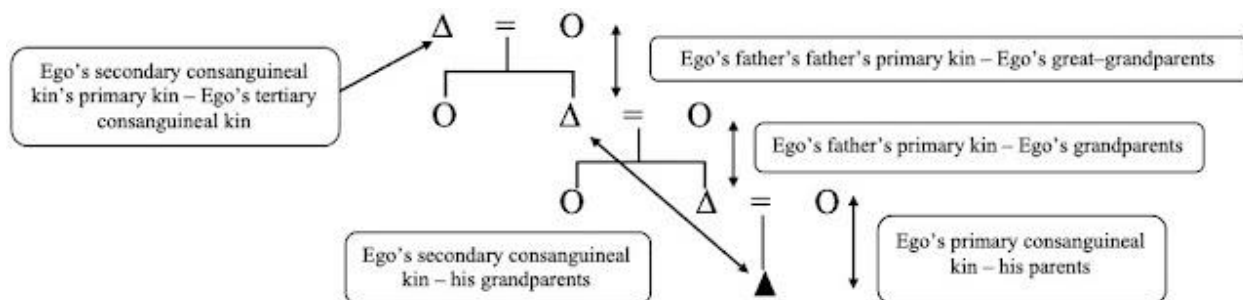 Δ = O
Ego's secondary consanguineal
kin's primary kin – Ego's tertiary
consanguineal kin
Ego's father's father's primary kin – Ego's great–grandparents
O Δ = O
Ego's father's primary kin – Ego's grandparents
O Δ = O
Ego's secondary consanguineal
kin – his grandparents
Ego's primary consanguineal
kin – his parents
▲